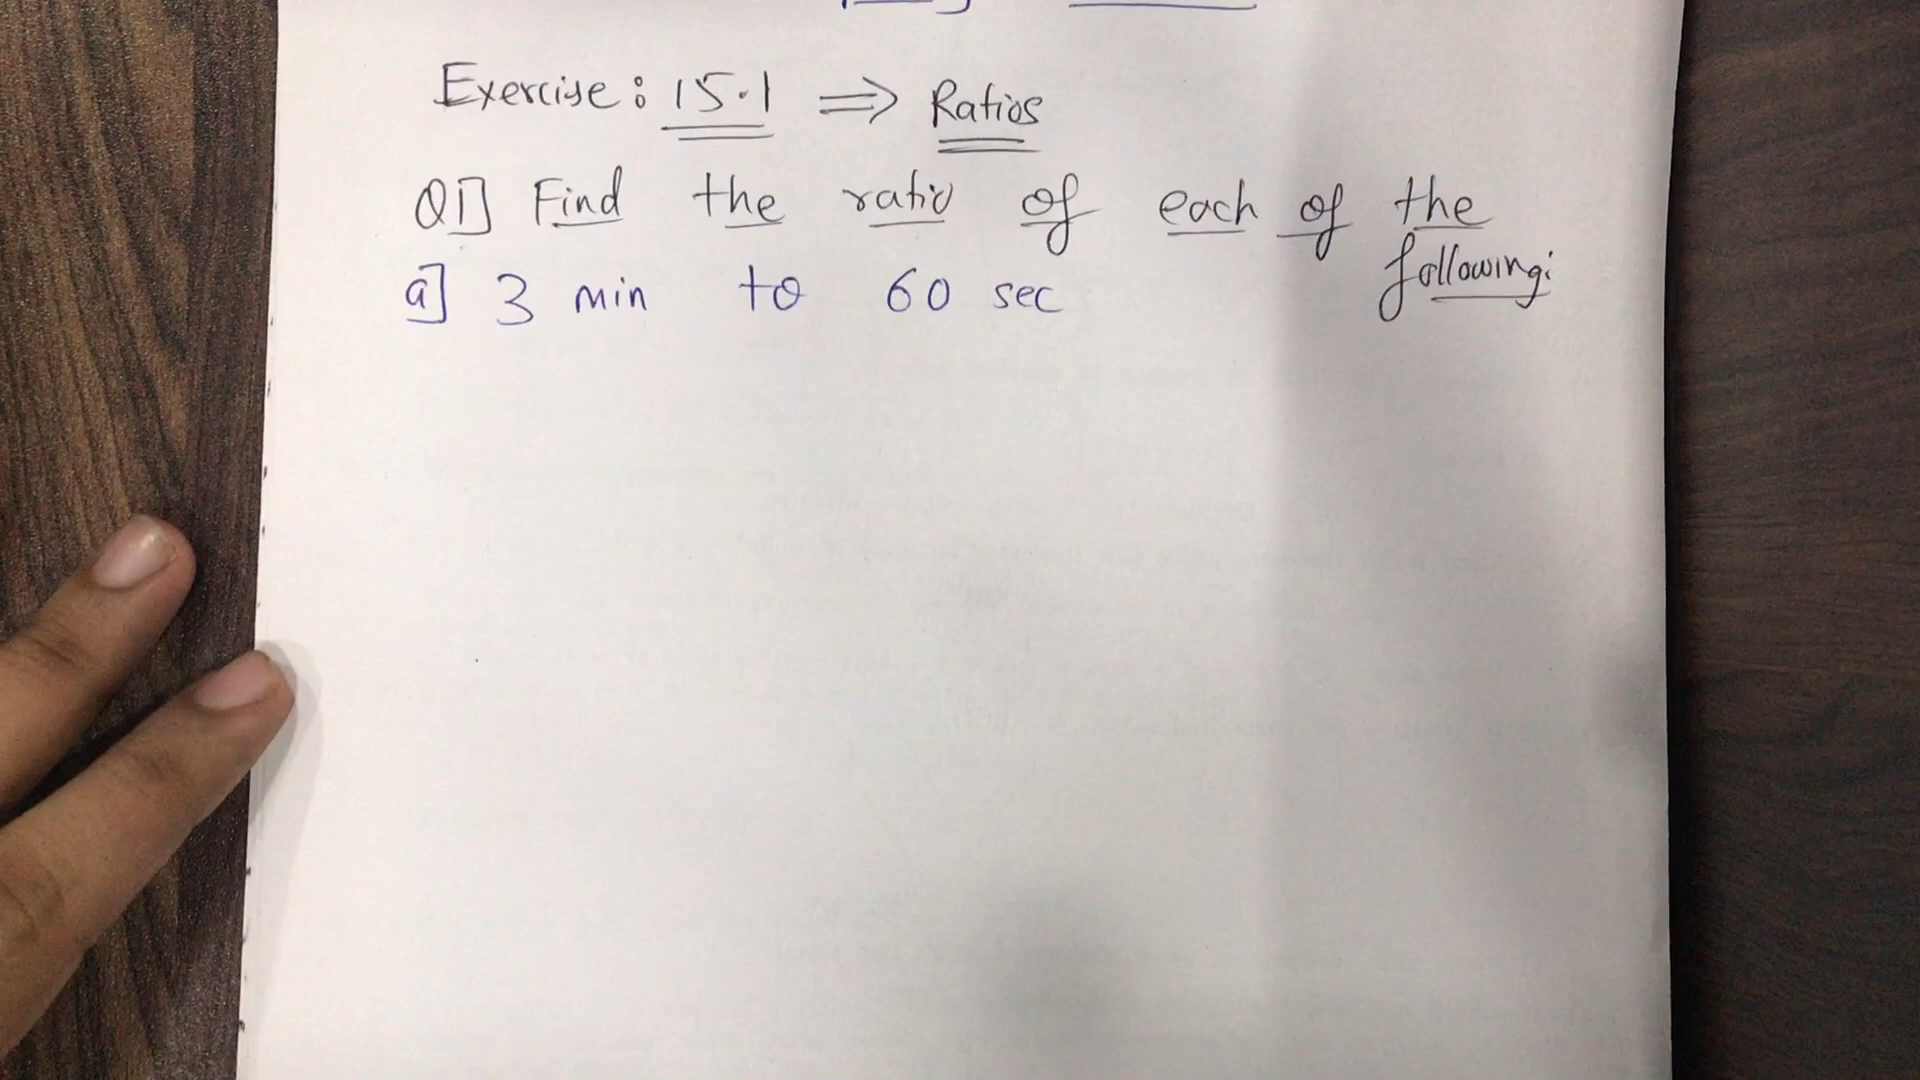 Exercise: 15.1 ⇒ Ratios
Q1] Find the ratio of each of the
following:
a] 3 min to 60 sec